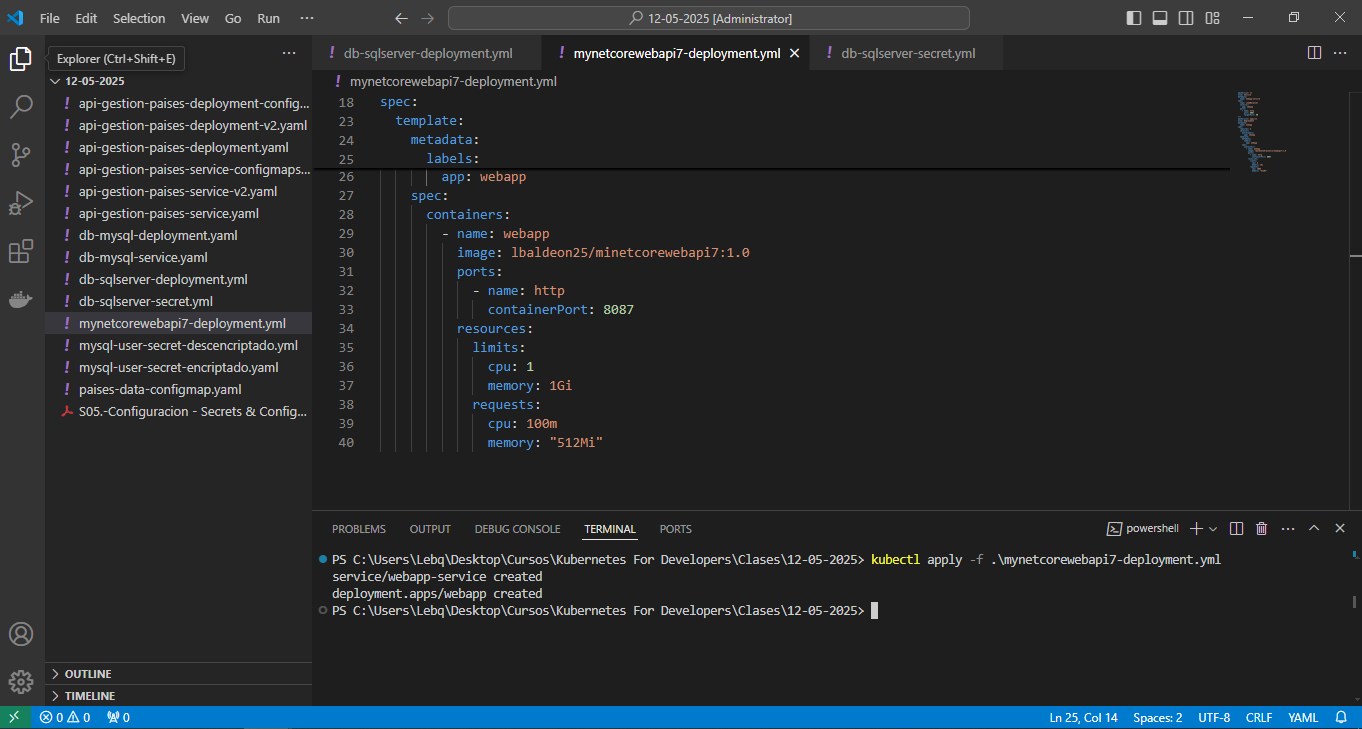 File Edit Selection View Go Run ···
12-05-2025 [Administrator]
Explorer (Ctrl+Shift+E)
12-05-2025
api-gestion-paises-deployment-config...
api-gestion-paises-deployment-v2.yaml
api-gestion-paises-deployment.yaml
api-gestion-paises-service-configmaps...
api-gestion-paises-service-v2.yaml
api-gestion-paises-service.yaml
db-mysql-deployment.yaml
db-mysql-service.yaml
db-sqlserver-deployment.yml
db-sqlserver-secret.yml
mynetcorewebapi7-deployment.yml
mysql-user-secret-descencriptado.yml
mysql-user-secret-encriptado.yaml
paises-data-configmap.yaml
S05.-Configuracion - Secrets & Config...
OUTLINE
TIMELINE
! db-sqlserver-deployment.yml ! mynetcorewebapi7-deployment.yml ! db-sqlserver-secret.yml
! mynetcorewebapi7-deployment.yml
18 spec:
23 template:
24 metadata:
25 labels:
26 app: webapp
27 spec:
28 containers:
29 - name: webapp
30 image: lbaldeon25/minetcorewebapi7:1.0
31 ports:
32 - name: http
33 containerPort: 8087
34 resources:
35 limits:
36 cpu: 1
37 memory: 1Gi
38 requests:
39 cpu: 100m
40 memory: "512Mi"
PROBLEMS OUTPUT DEBUG CONSOLE TERMINAL PORTS
powershell
PS C:\Users\Lebq\Desktop\Cursos\Kubernetes For Developers\Clases\12-05-2025> kubectl apply -f .\mynetcorewebapi7-deployment.yml
service/webapp-service created
deployment.apps/webapp created
PS C:\Users\Lebq\Desktop\Cursos\Kubernetes For Developers\Clases\12-05-2025>
0 0 0
Ln 25, Col 14 Spaces: 2 UTF-8 CRLF YAML